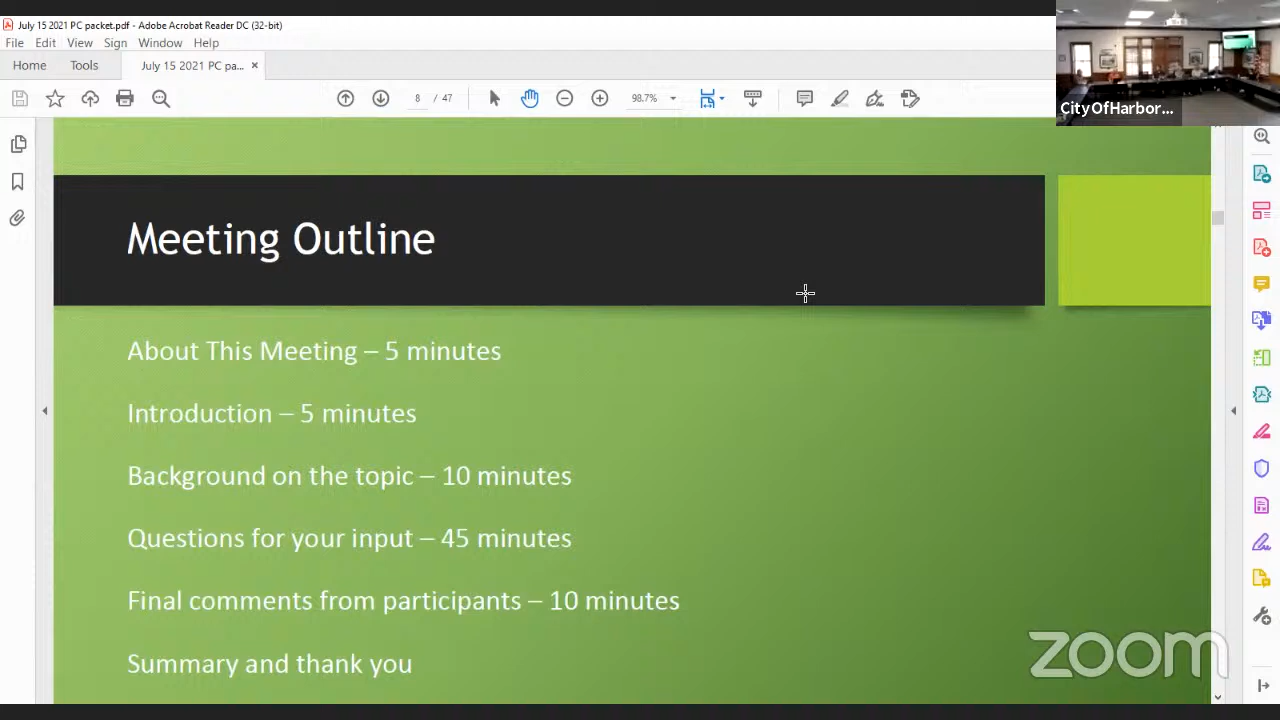 July 15 2021 PC packet.pdf - Adobe Acrobat Reader DC (32-bit)
File Edit View Sign Window Help
Home Tools July 15 2021 PC pa... ×
8 / 47 98.7%
CityOfHarbor...
Meeting Outline
About This Meeting – 5 minutes
Introduction – 5 minutes
Background on the topic – 10 minutes
Questions for your input – 45 minutes
Final comments from participants – 10 minutes
Summary and thank you
zoom